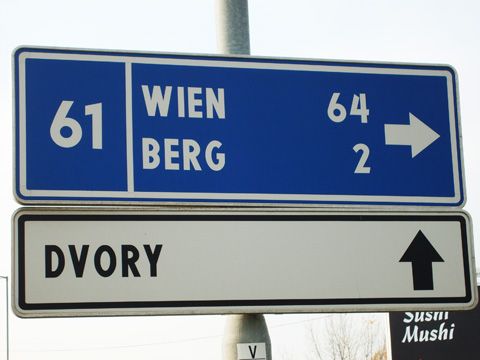 61
WIEN 64
BERG 2
DVORY
Sushi
Mushi
V